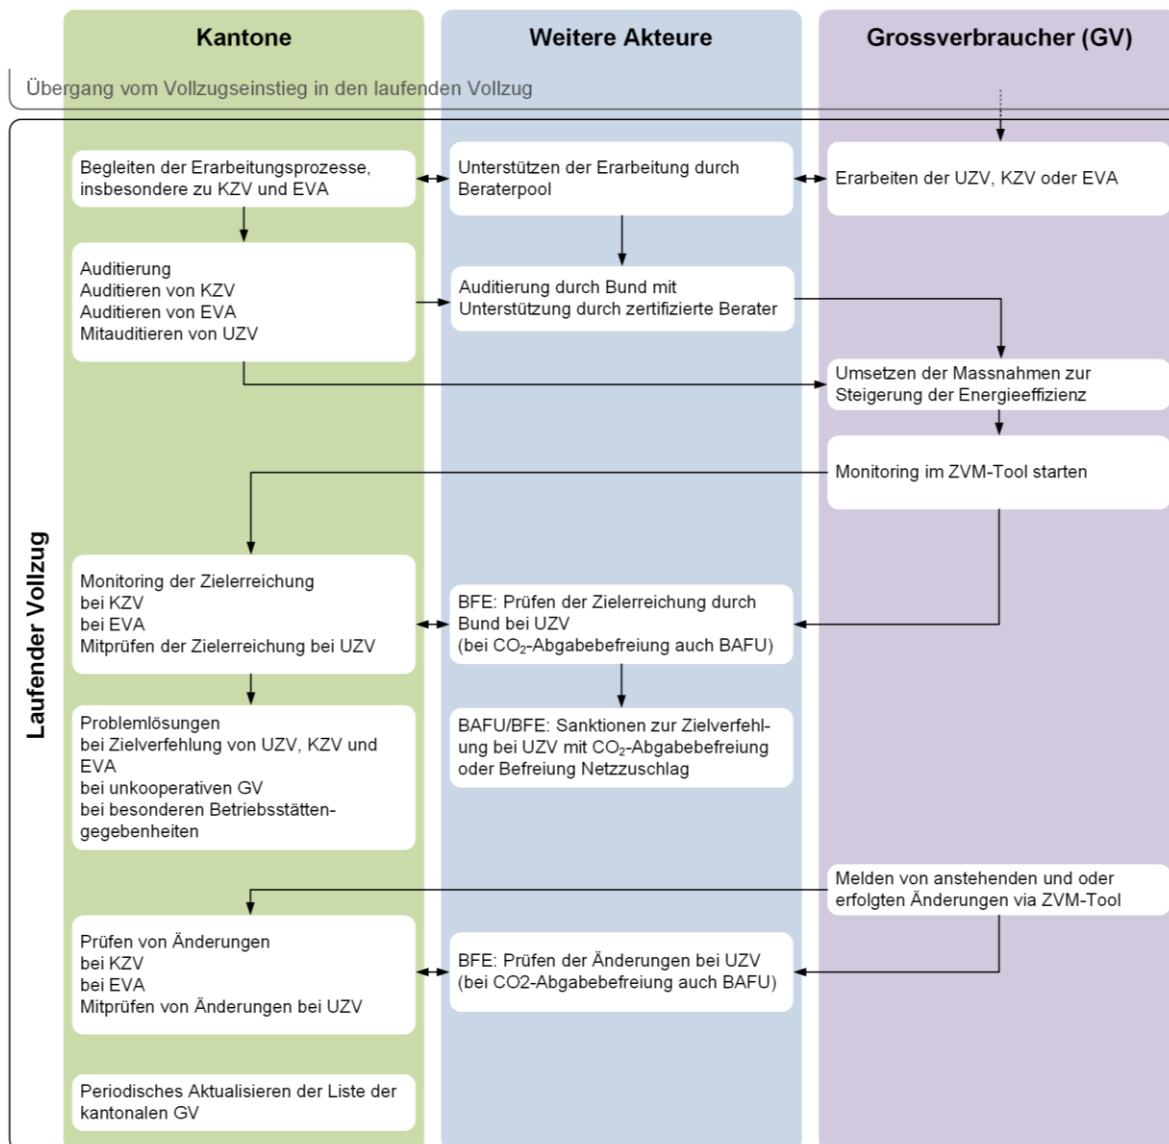 Kantone
Weitere Akteure
Grossverbraucher (GV)
Übergang vom Vollzugseinstieg in den laufenden Vollzug
Laufender Vollzug
Begleiten der Erarbeitungsprozesse,
insbesondere zu KZV und EVA
Unterstützen der Erarbeitung durch
Beraterpool
Erarbeiten der UZV, KZV oder EVA
Auditierung
Auditieren von KZV
Auditieren von EVA
Mitauditieren von UZV
Auditierung durch Bund mit
Unterstützung durch zertifizierte Berater
Umsetzen der Massnahmen zur
Steigerung der Energieeffizienz
Monitoring im ZVM-Tool starten
Monitoring der Zielerreichung
bei KZV
bei EVA
Mitprüfen der Zielerreichung bei UZV
BFE: Prüfen der Zielerreichung durch
Bund bei UZV
(bei CO₂-Abgabebefreiung auch BAFU)
Problemlösungen
bei Zielverfehlung von UZV, KZV und
EVA
bei unkooperativen GV
bei besonderen Betriebsstätten-
gegebenheiten
BAFU/BFE: Sanktionen zur Zielverfehl-
ung bei UZV mit CO₂-Abgabebefreiung
oder Befreiung Netzzuschlag
Melden von anstehenden und oder
erfolgten Änderungen via ZVM-Tool
Prüfen von Änderungen
bei KZV
bei EVA
Mitprüfen von Änderungen bei UZV
BFE: Prüfen der Änderungen bei UZV
(bei CO2-Abgabebefreiung auch BAFU)
Periodisches Aktualisieren der Liste der
kantonalen GV